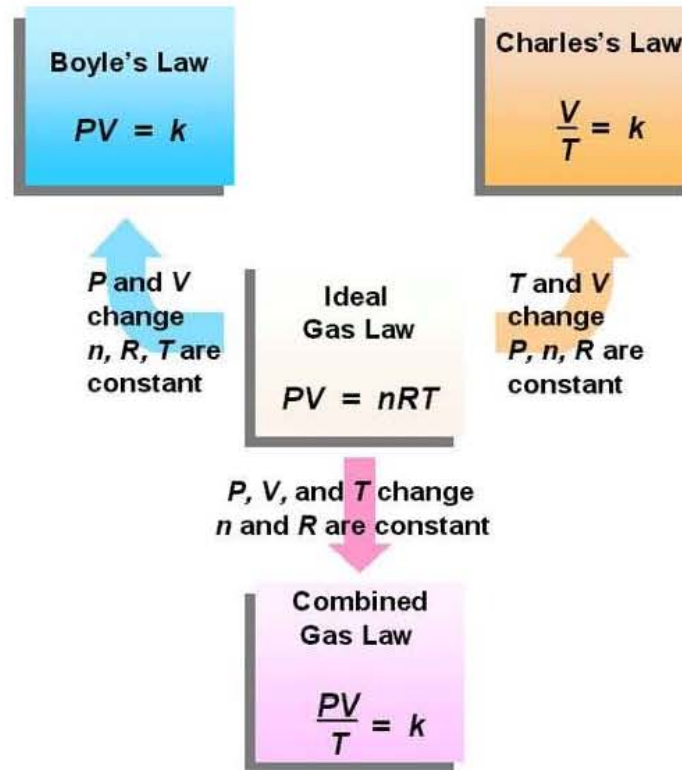 Boyle's Law
PV = k
Charles's Law
V
T
= k
P and V
change
n, R, T are
constant
Ideal
Gas Law
PV = nRT
T and V
change
P, n, R are
constant
P, V, and T change
n and R are constant
Combined
Gas Law
PV
T
= k